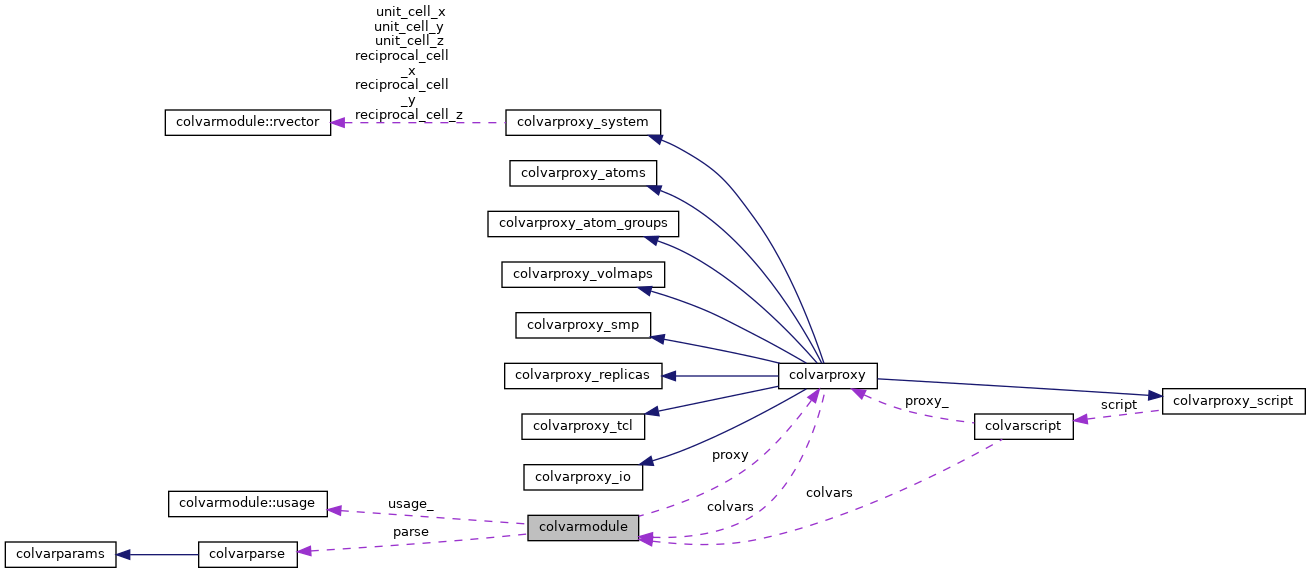 unit_cell_x
unit_cell_y
unit_cell_z
reciprocal_cell
_x
reciprocal_cell
_y
reciprocal_cell_z
colvarmodule::rvector
colvarproxy_system
colvarproxy_atoms
colvarproxy_atom_groups
colvarproxy_volmaps
colvarproxy_smp
colvarproxy_replicas
colvarproxy
colvarproxy_script
script
proxy_
colvarproxy_tcl
colvarscript
proxy
colvarproxy_io
colvars
colvarmodule::usage
usage_
colvars
colvarmodule
parse
colvarparams
colvarparse